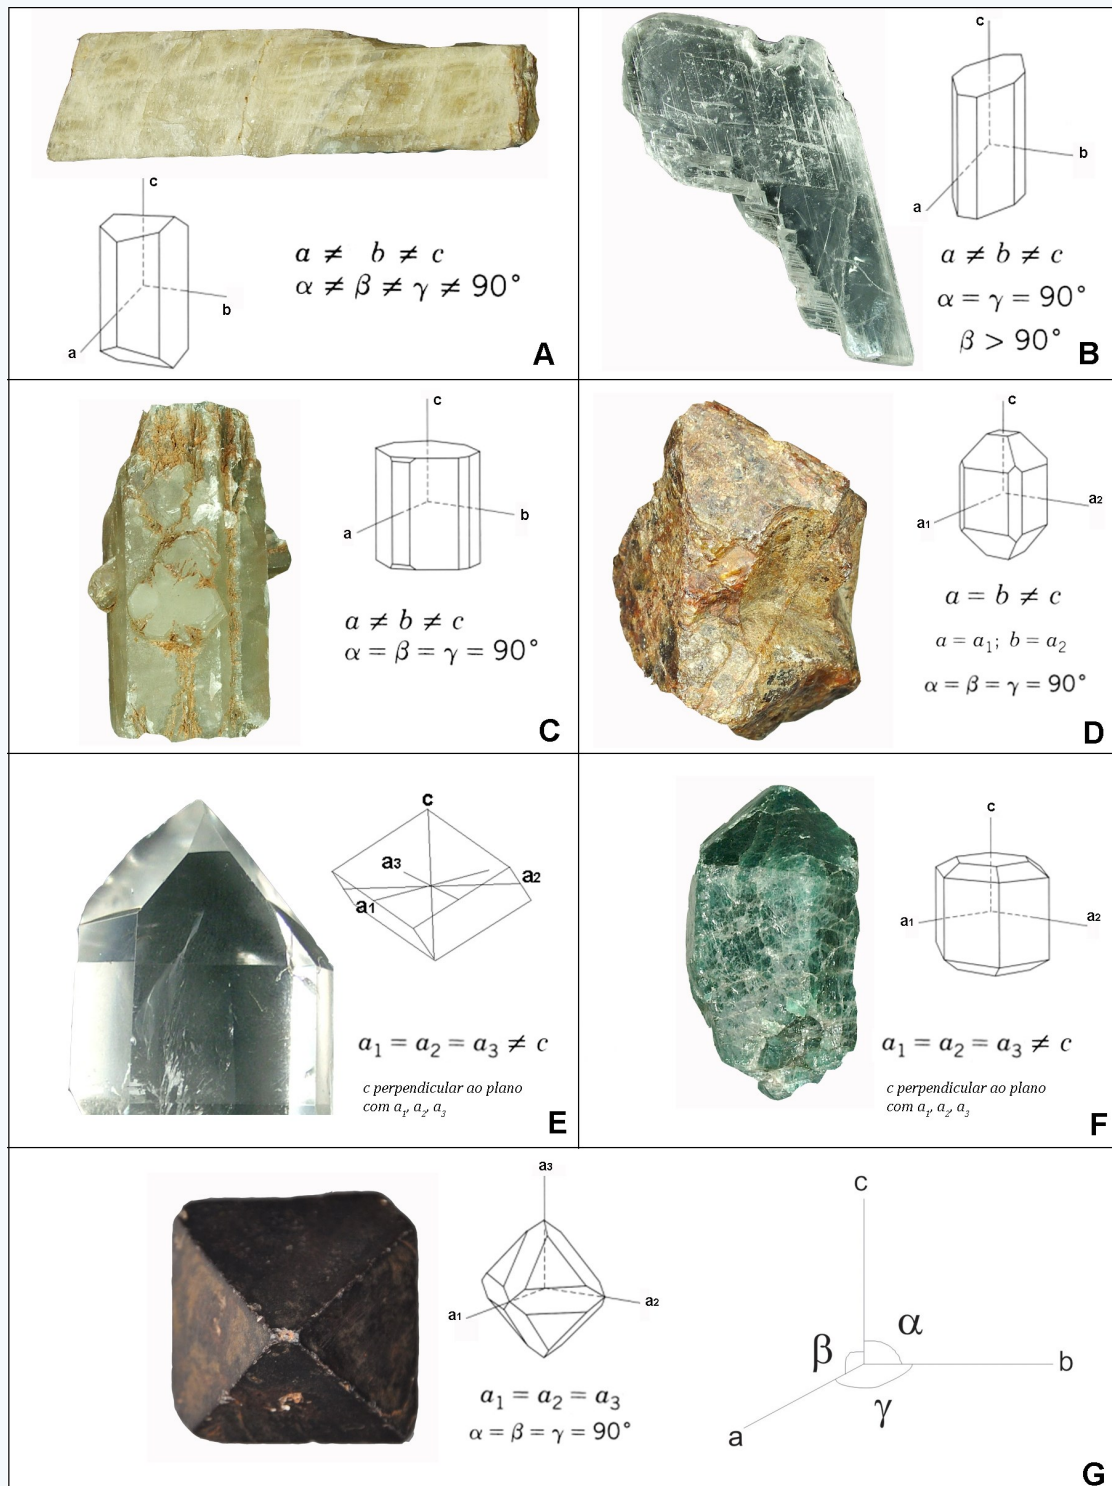 c
b
a
a ≠ b ≠ c
α ≠ β ≠ γ ≠ 90°
A
c
b
a
a ≠ b ≠ c
α = γ = 90°
β > 90°
B
c
b
a
a ≠ b ≠ c
α = β = γ = 90°
C
c
a2
a1
a = b ≠ c
a = a₁; b = a₂
α = β = γ = 90°
D
c
a3
a2
a1
a₁ = a₂ = a₃ ≠ c
c perpendicular ao plano
com a₁, a₂, a₃
E
c
a1
a2
a₁ = a₂ = a₃ ≠ c
c perpendicular ao plano
com a₁, a₂, a₃
F
a3
a1
a2
a₁ = a₂ = a₃
α = β = γ = 90°
c
α
β
b
γ
a
G